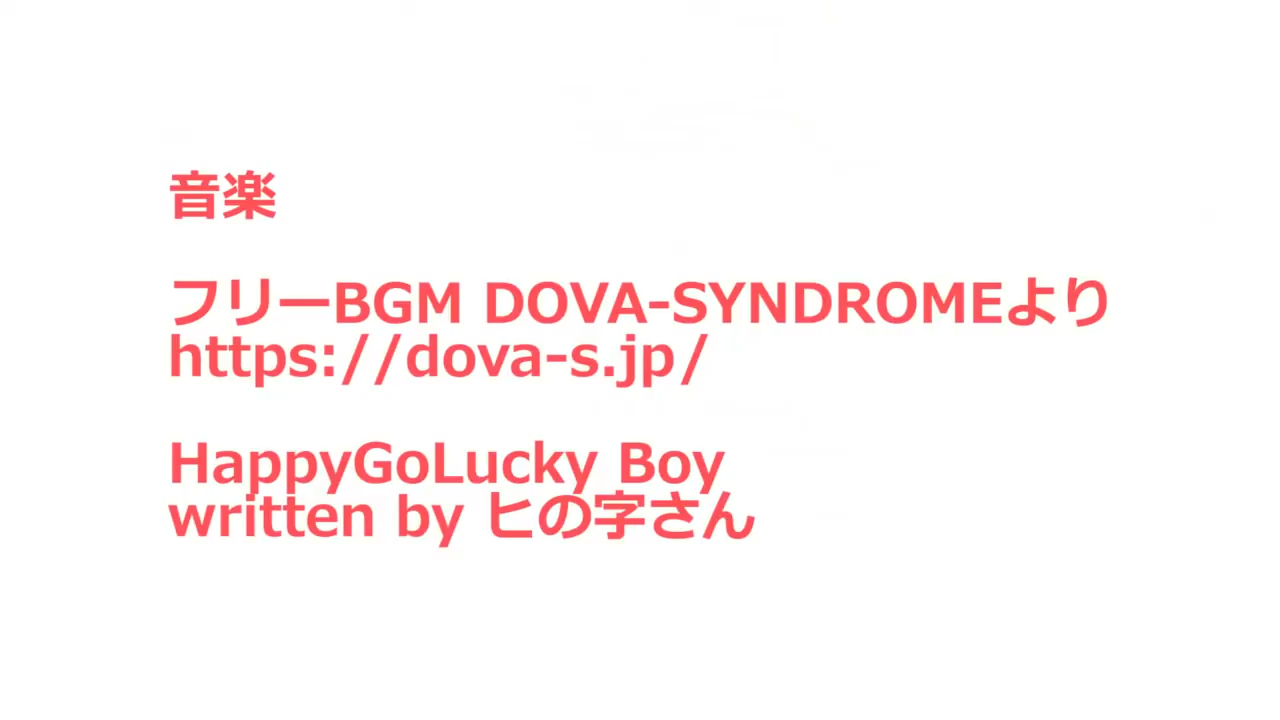 音楽
フリーBGM DOVA-SYNDROMEより
https://dova-s.jp/
HappyGoLucky Boy
written by ヒの字さん